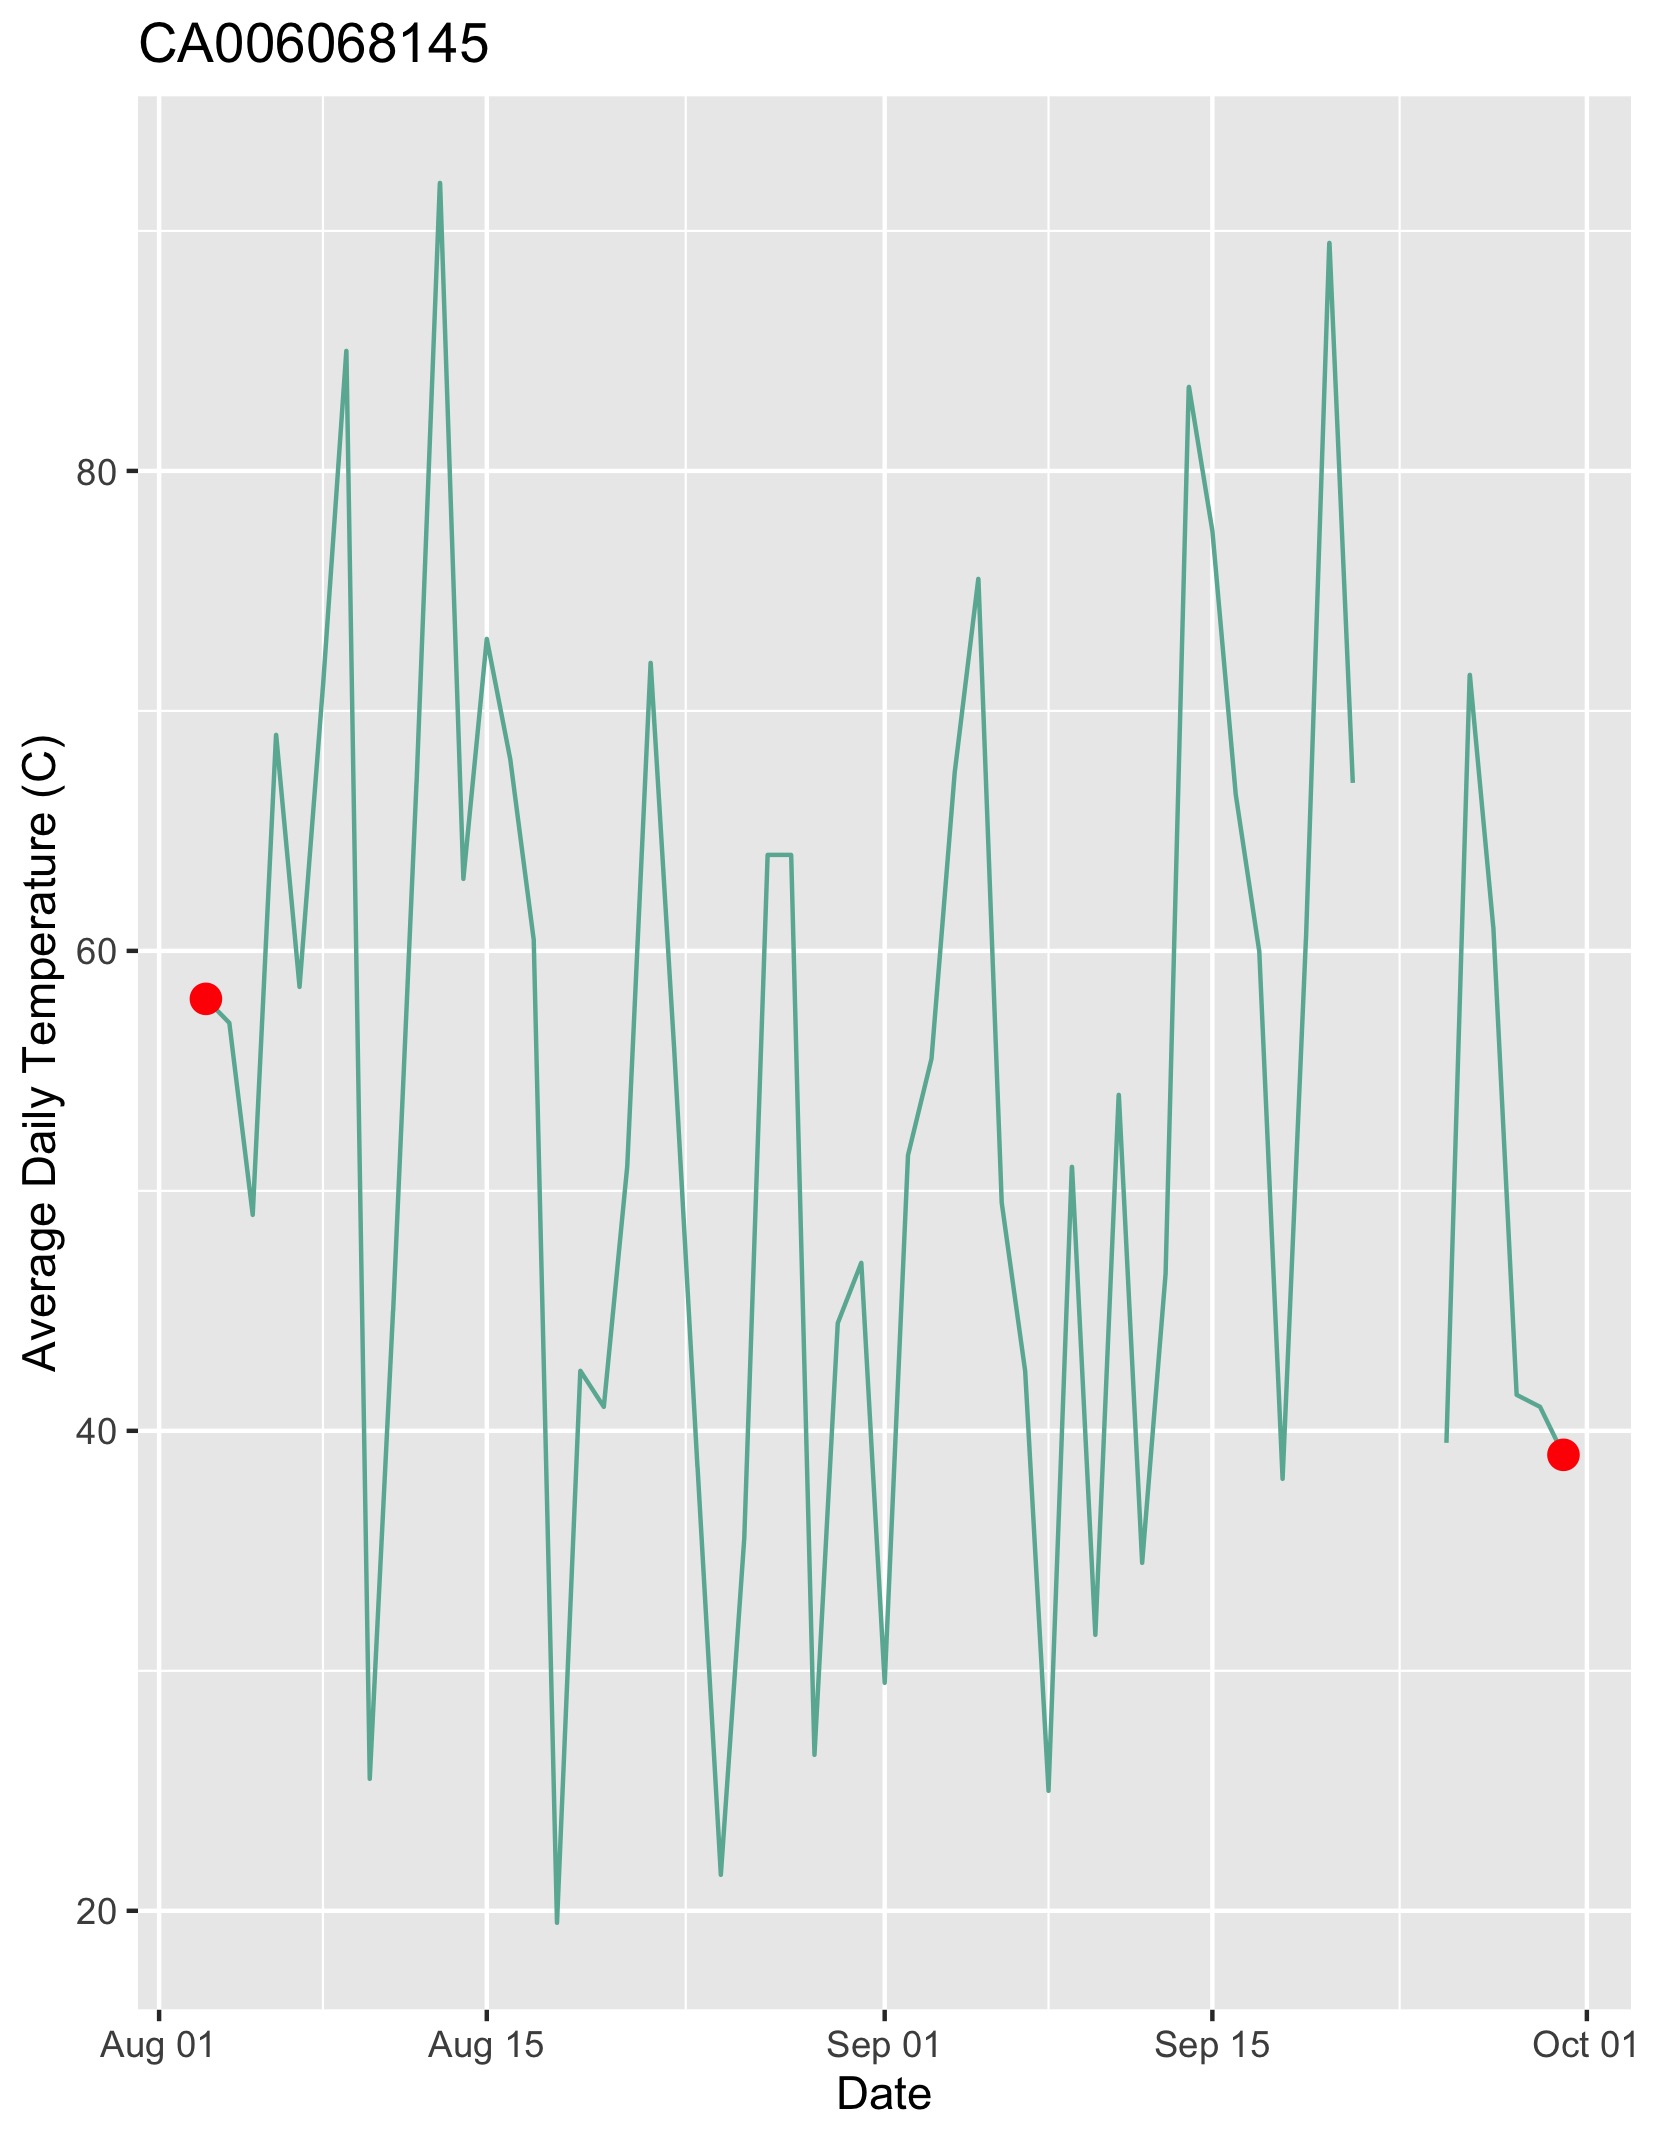 CA006068145
Average Daily Temperature (C)
80
60
40
20
Aug 01
Aug 15
Sep 01
Sep 15
Oct 01
Date